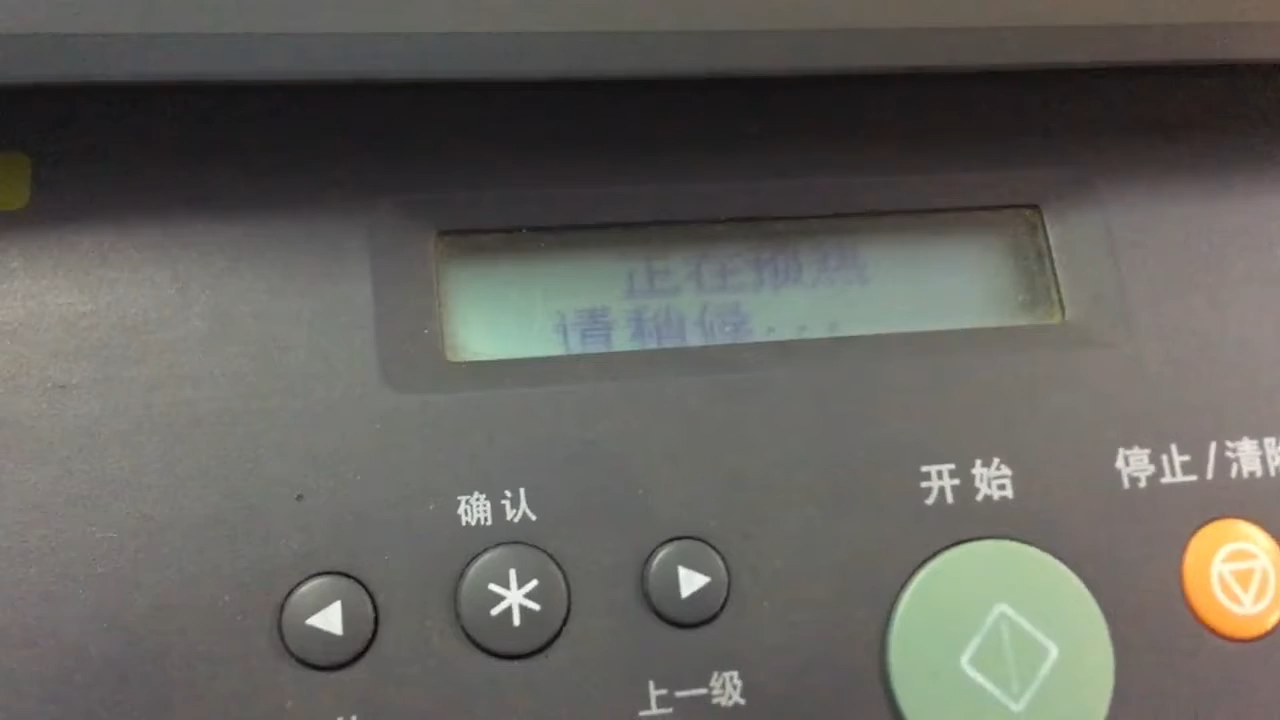 正在预热
请稍候...
确认
开始
停止/清除
上一级